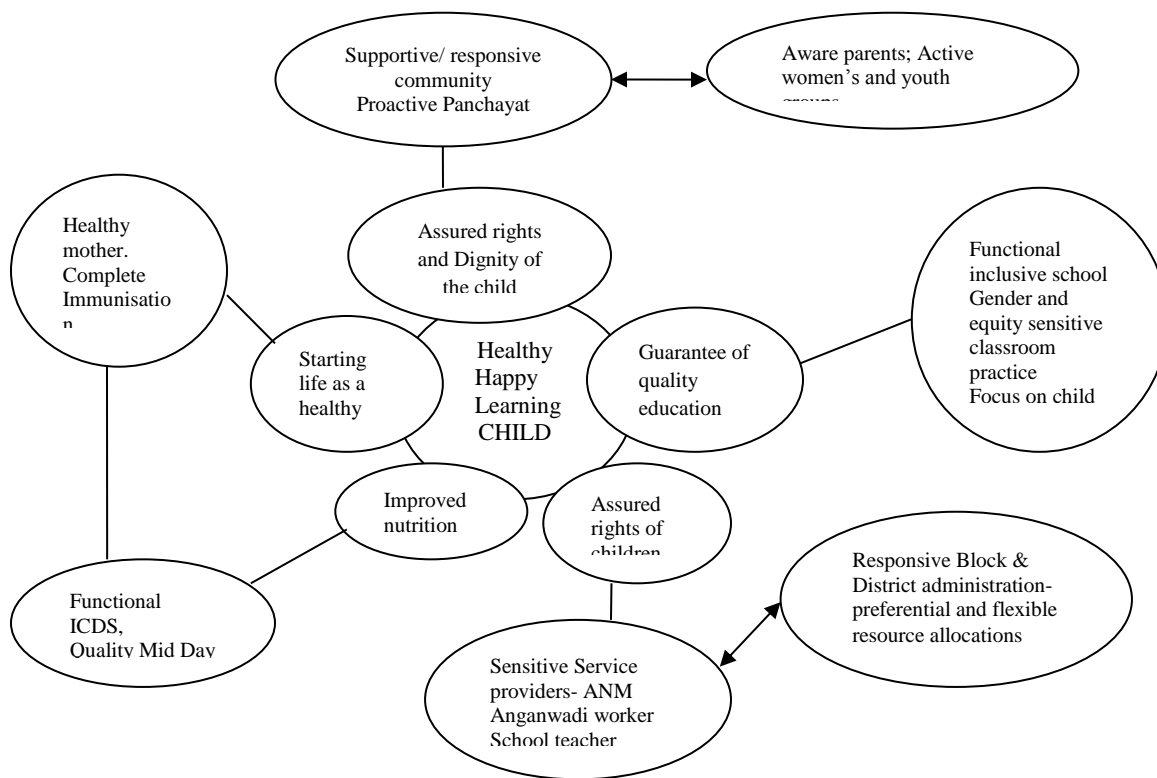 Supportive/ responsive
community
Proactive Panchayat
Aware parents; Active
women's and youth
groups
Healthy
mother.
Complete
Immunisatio
n
Assured rights
and Dignity of
the child
Functional
inclusive school
Gender and
equity sensitive
classroom
practice
Focus on child
Starting
life as a
healthy
Healthy
Happy
Learning
CHILD
Guarantee of
quality
education
Improved
nutrition
Assured
rights of
children
Functional
ICDS,
Quality Mid Day
Responsive Block &
District administration-
preferential and flexible
resource allocations
Sensitive Service
providers- ANM
Anganwadi worker
School teacher